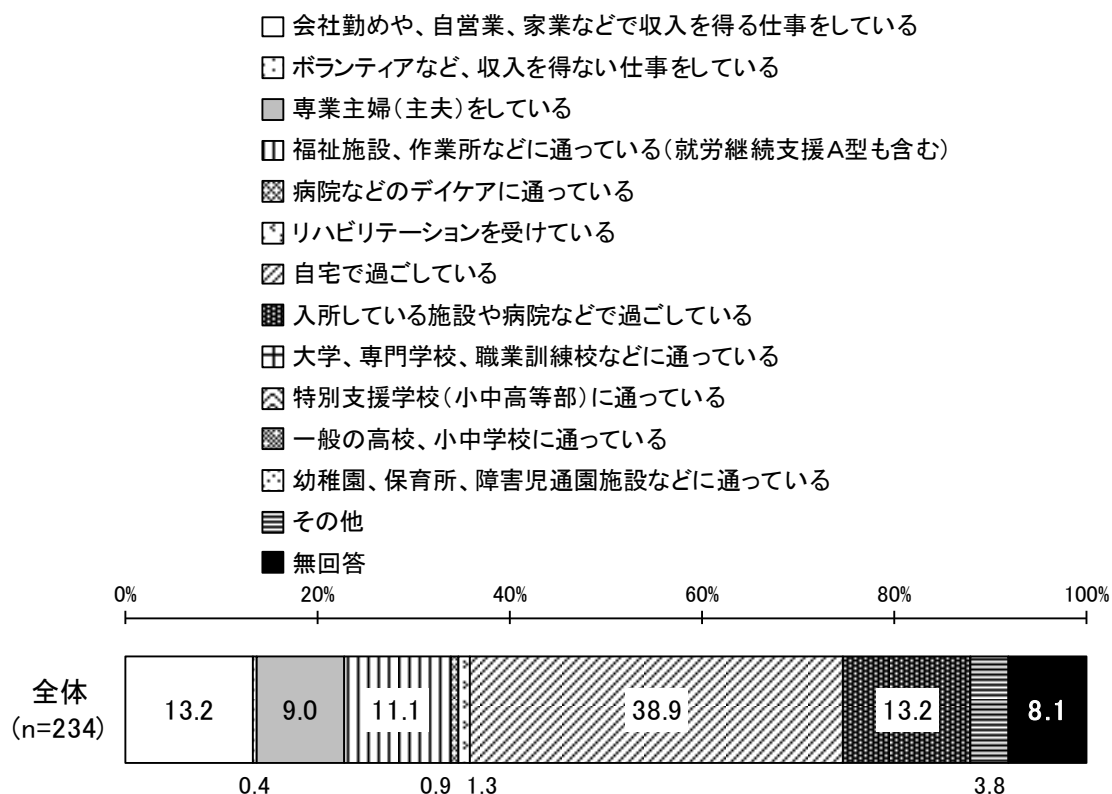 会社勤めや、自営業、家業などで収入を得る仕事をしている
ボランティアなど、収入を得ない仕事をしている
専業主婦(主夫)をしている
福祉施設、作業所などに通っている(就労継続支援A型も含む)
病院などのデイケアに通っている
リハビリテーションを受けている
自宅で過ごしている
入所している施設や病院などで過ごしている
大学、専門学校、職業訓練校などに通っている
特別支援学校(小中高等部)に通っている
一般の高校、小中学校に通っている
幼稚園、保育所、障害児通園施設などに通っている
その他
無回答
0% 20% 40% 60% 80% 100%
全体
(n=234)
13.2 9.0 11.1 38.9 13.2 8.1
0.4 0.9 1.3 3.8